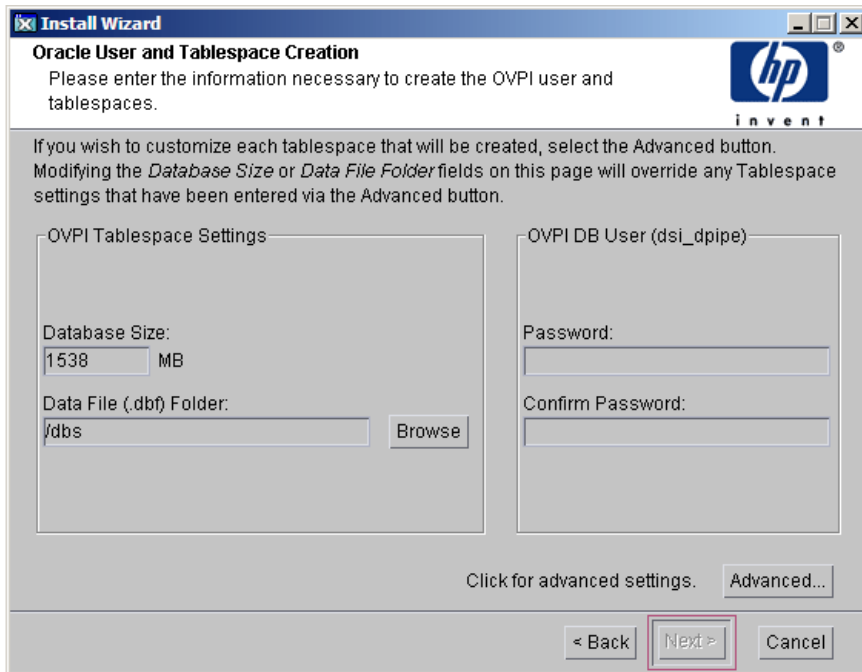 Install Wizard
Oracle User and Tablespace Creation
Please enter the information necessary to create the OVPI user and
tablespaces.
hp
®
invent
If you wish to customize each tablespace that will be created, select the Advanced button.
Modifying the Database Size or Data File Folder fields on this page will override any Tablespace
settings that have been entered via the Advanced button.
OVPI Tablespace Settings
Database Size:
1538 MB
Data File (.dbf) Folder:
/dbs Browse
OVPI DB User (dsi_dpipe)
Password:
Confirm Password:
Click for advanced settings. Advanced...
< Back Next > Cancel